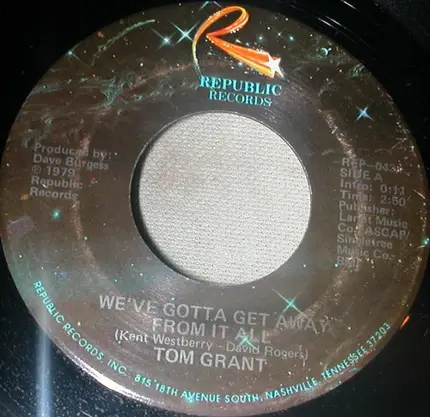 REPUBLIC
RECORDS
Produced by:
Dave Burgess
℗ 1979
Republic
Records
SIDE A
Intro: 0:11
Time: 2:50
Publisher:
Music
Co./ASCAP/
Singletree
Music Co.
WE'VE GOTTA GET AWAY
FROM IT ALL
(Kent Westberry - David Rogers)
TOM GRANT
REPUBLIC RECORDS, INC. 815 18TH AVENUE SOUTH, NASHVILLE, TENNESSEE 37203